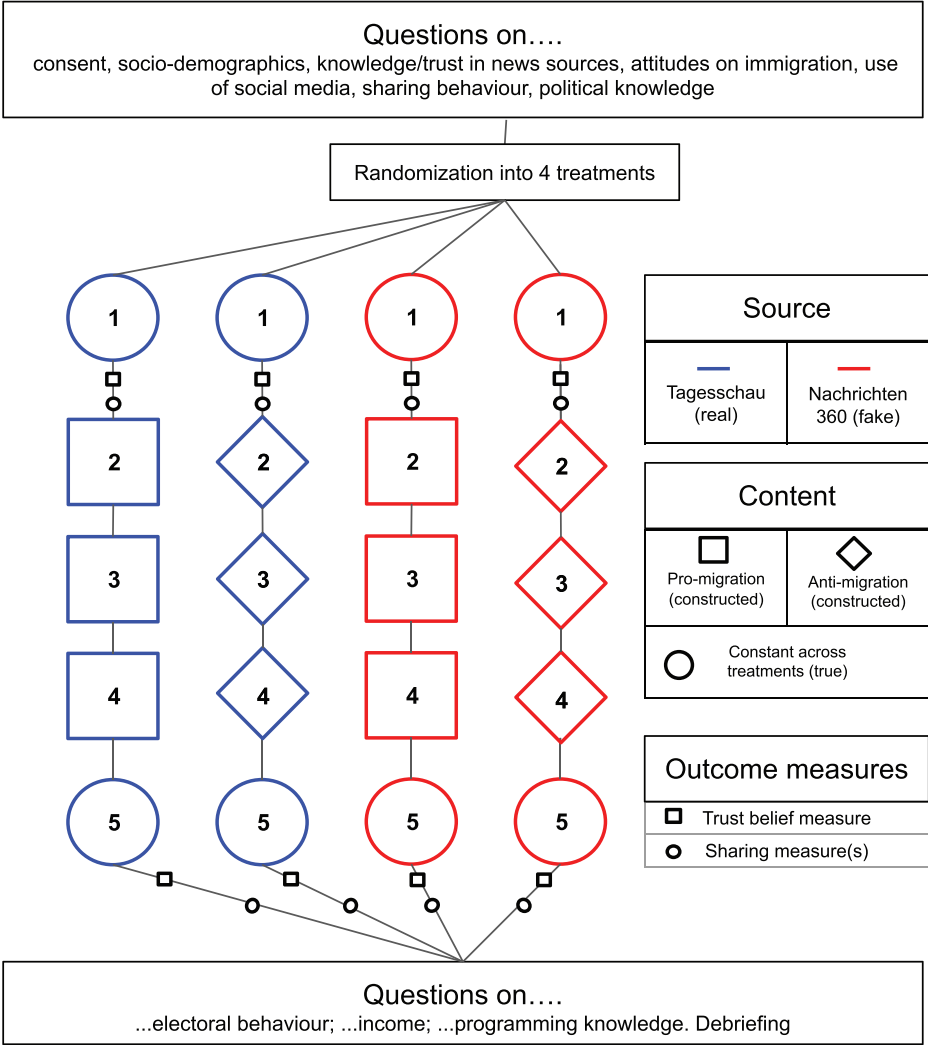 Questions on….
consent, socio-demographics, knowledge/trust in news sources, attitudes on immigration, use
of social media, sharing behaviour, political knowledge
Randomization into 4 treatments
1 1 1 1
2 2 2 2
3 3 3 3
4 4 4 4
5 5 5 5
Source
Tagesschau
(real)
Nachrichten
360 (fake)
Content
Pro-migration
(constructed)
Anti-migration
(constructed)
Constant across
treatments (true)
Outcome measures
Trust belief measure
Sharing measure(s)
Questions on….
...electoral behaviour; ...income; ...programming knowledge. Debriefing